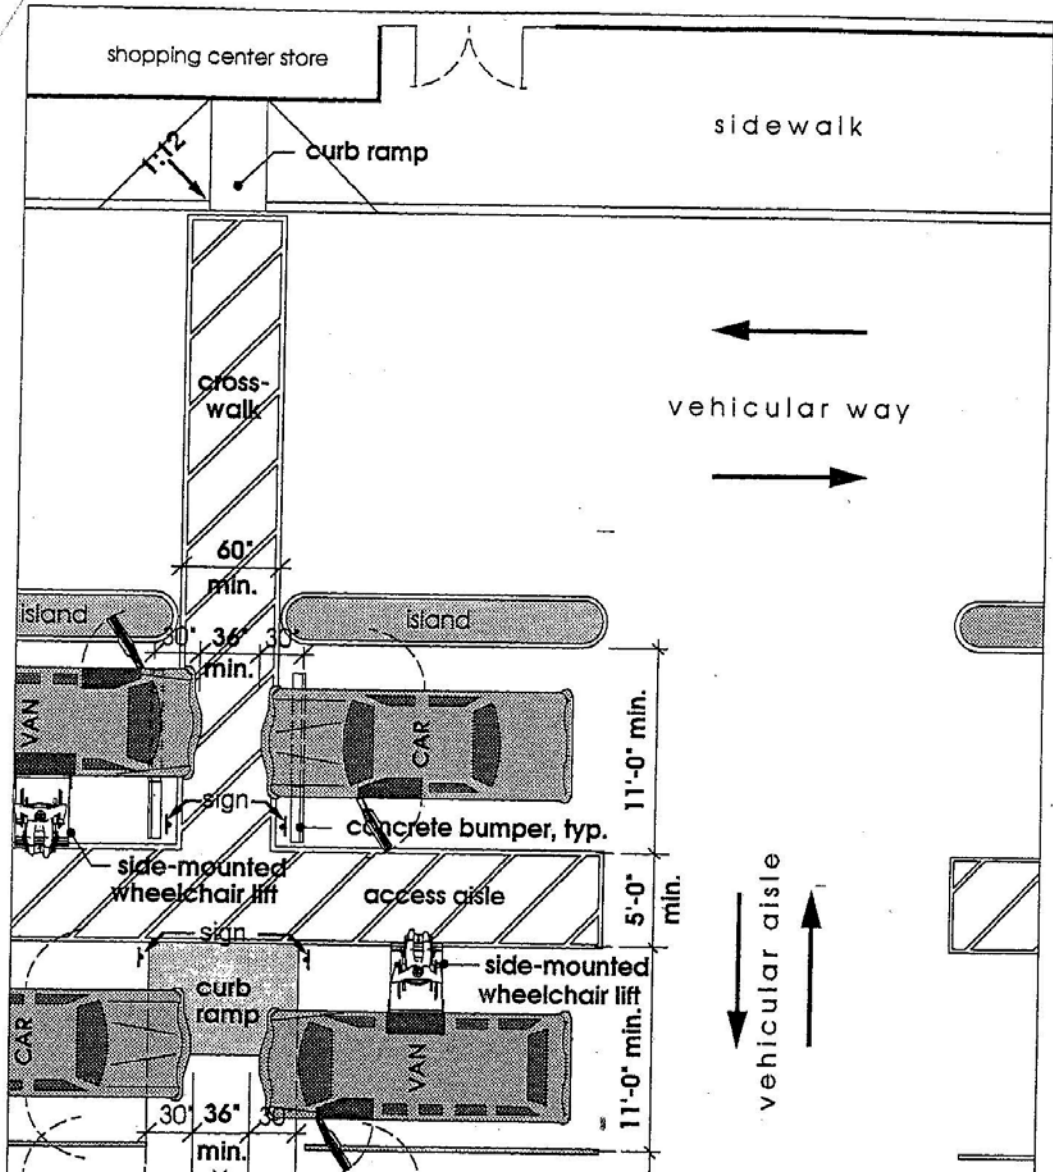 shopping center store
sidewalk
1:12
curb ramp
cross-
walk
vehicular way
60"
min.
island
island
30" 36" 30"
min.
VAN
CAR
11'-0" min.
sign
concrete bumper, typ.
side-mounted
wheelchair lift
access aisle
5'-0"
min.
vehicular aisle
sign
side-mounted
wheelchair lift
curb
ramp
CAR
VAN
11'-0" min.
30" 36" 30
min.